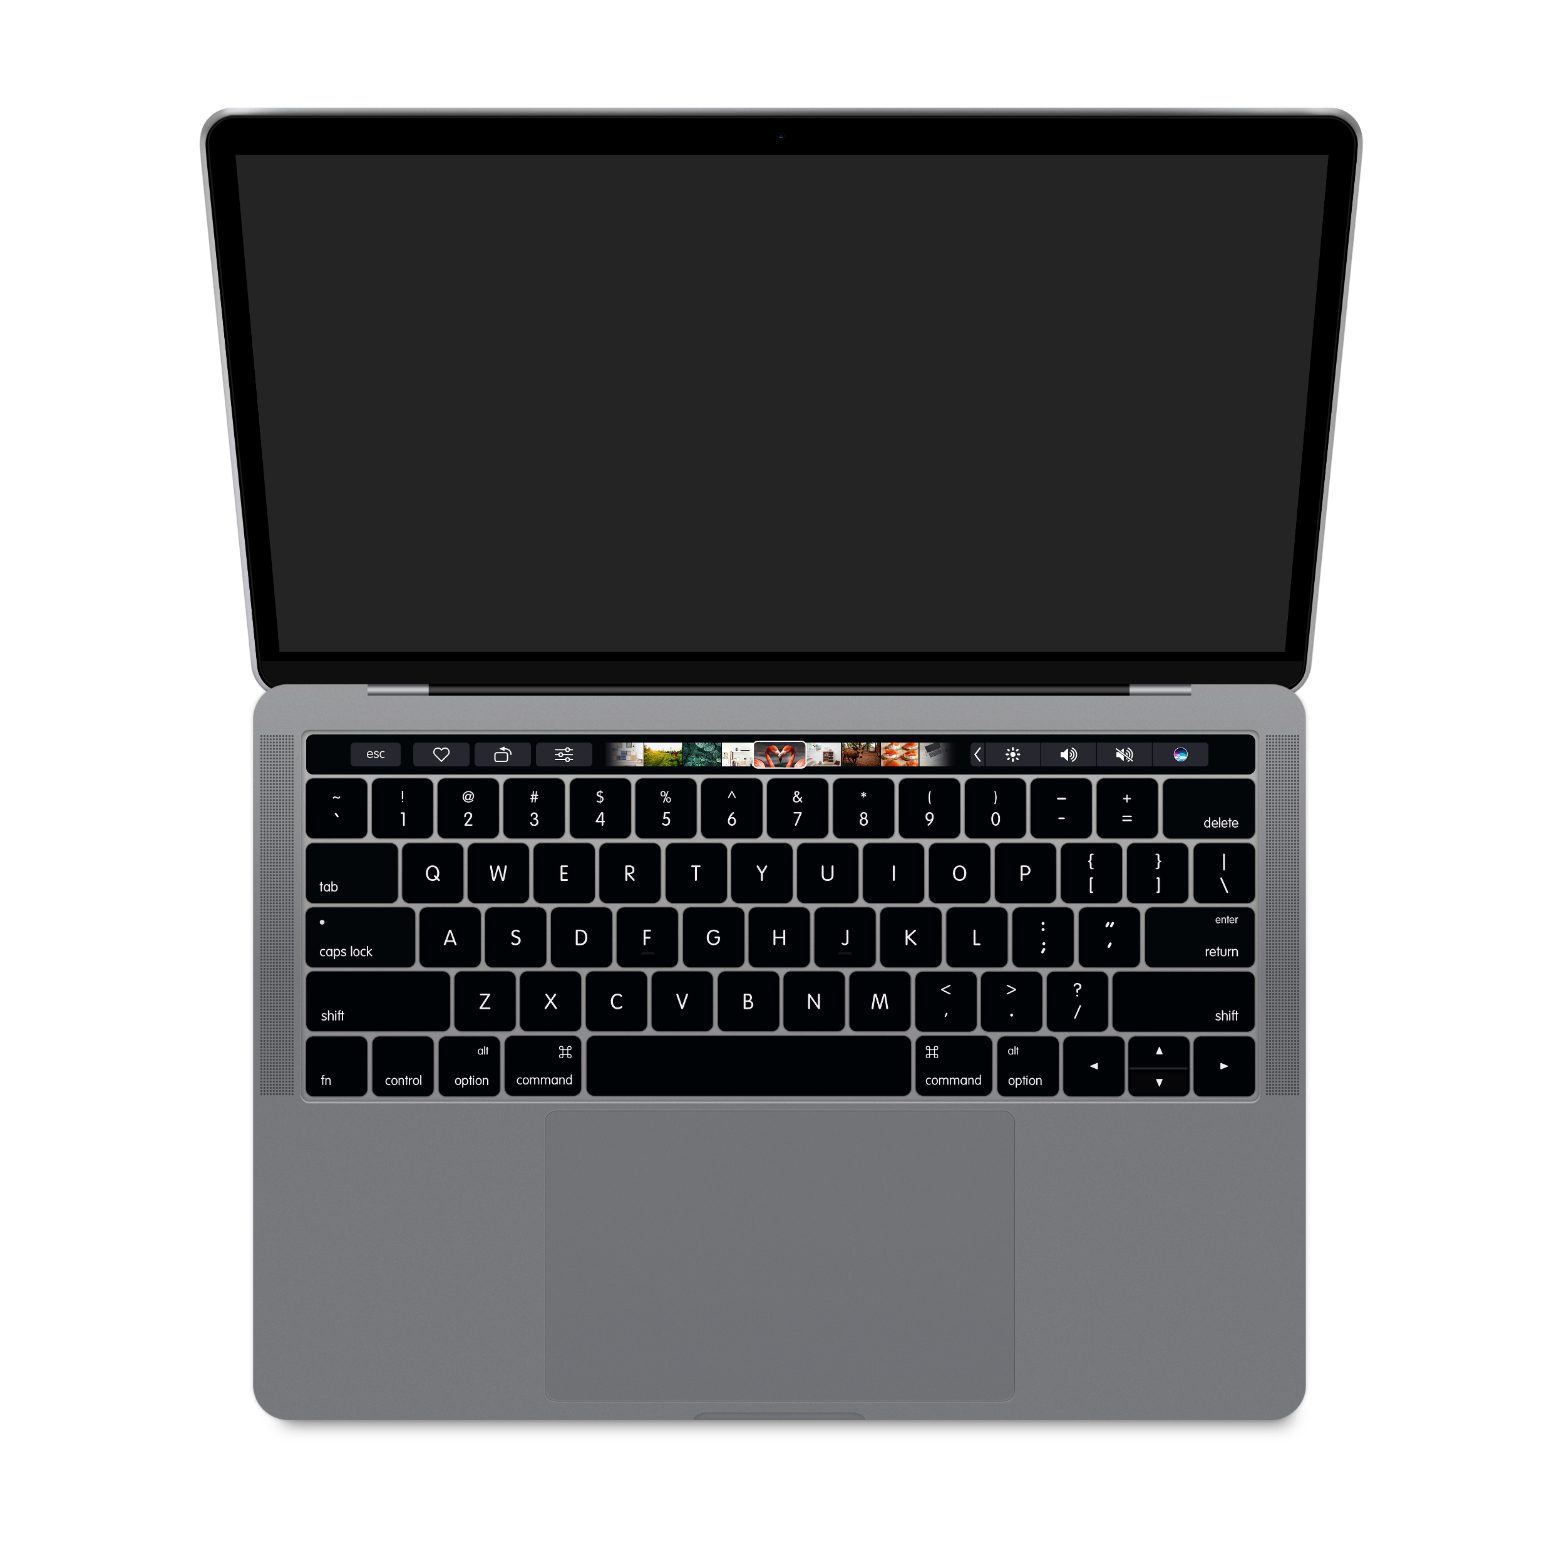 esc
~ ! @ # $ % ^ & * ( ) – +
` 1 2 3 4 5 6 7 8 9 0 - = delete
Q W E R T Y U I O P { } |
tab [ ] \
• A S D F G H J K L : " enter
caps lock ; ' return
Z X C V B N M < > ?
shift , . / shift
alt ⌘ ⌘ alt ▲
fn control option command command option ◄ ▼ ►